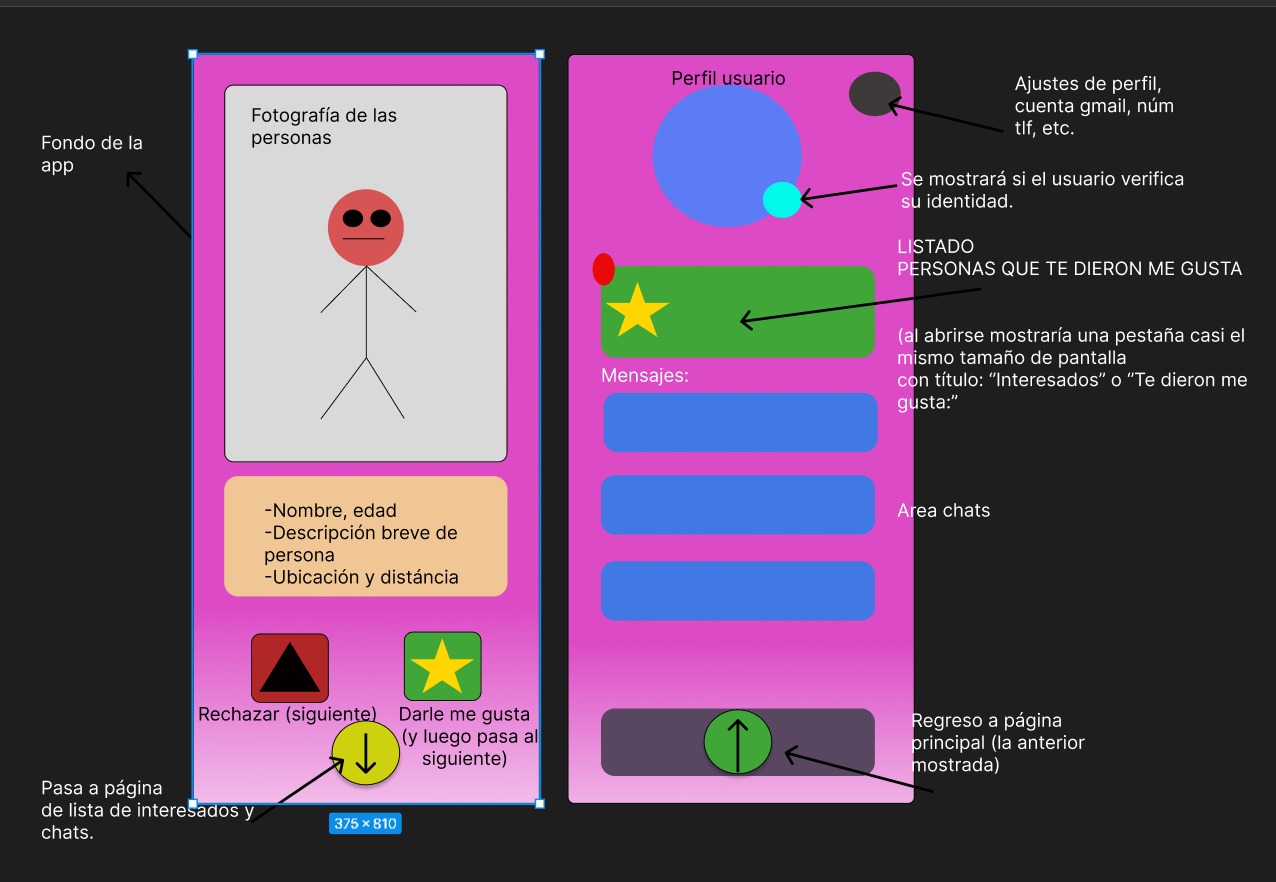 Fondo de la
app
Fotografía de las
personas
-Nombre, edad
-Descripción breve de
persona
-Ubicación y distáncia
Rechazar (siguiente)
Darle me gusta
(y luego pasa al
siguiente)
Pasa a página
de lista de interesados y
chats.
375 × 810
Perfil usuario
Ajustes de perfil,
cuenta gmail, núm
tlf, etc.
Se mostrará si el usuario verifica
su identidad.
LISTADO
PERSONAS QUE TE DIERON ME GUSTA
(al abrirse mostraría una pestaña casi el
mismo tamaño de pantalla
con título: “Interesados” o “Te dieron me
gusta:”
Mensajes:
Area chats
Regreso a página
principal (la anterior
mostrada)